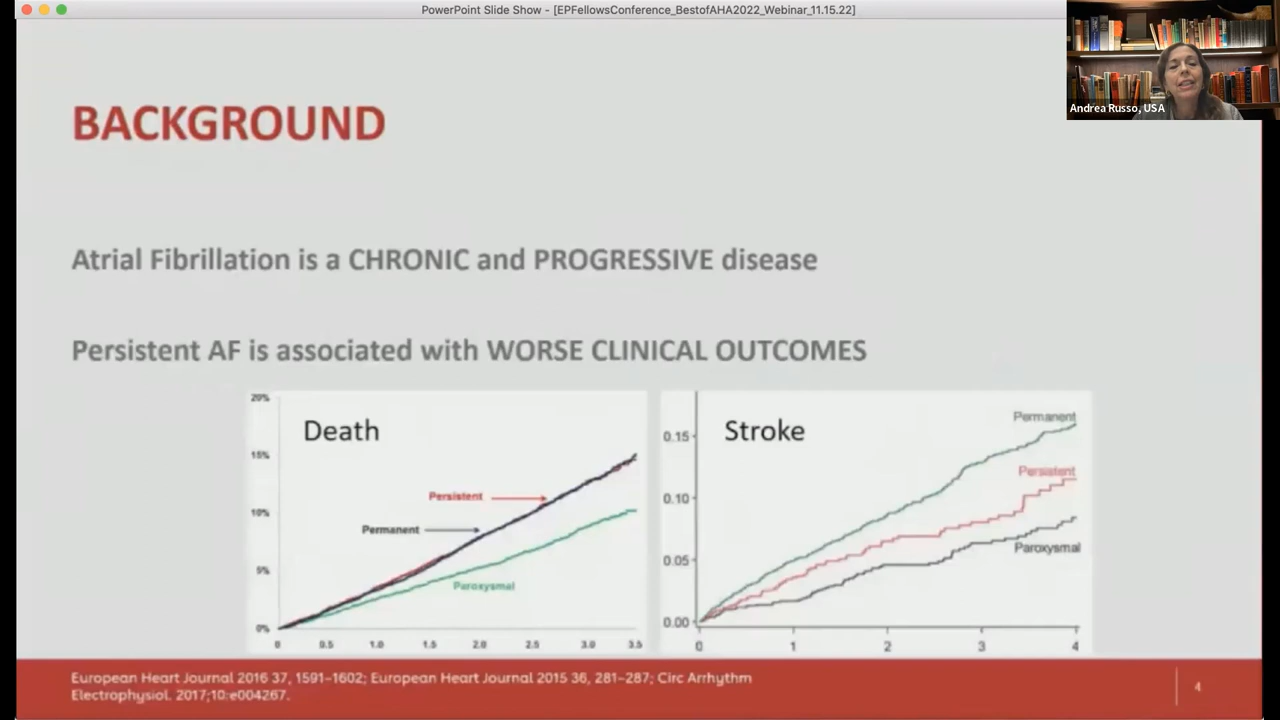 PowerPoint Slide Show - [EPFellowsConference_BestofAHA2022_Webinar_11.15.22]
Andrea Russo, USA
BACKGROUND
Atrial Fibrillation is a CHRONIC and PROGRESSIVE disease
Persistent AF is associated with WORSE CLINICAL OUTCOMES
Death
20%
15%
10%
5%
0%
Persistent
Permanent
Paroxysmal
0 0.5 1.0 1.5 2.0 2.5 3.0 3.5
Stroke
0.15
0.10
0.05
0.00
Permanent
Persistent
Paroxysmal
0 1 2 3 4
European Heart Journal 2016 37, 1591–1602; European Heart Journal 2015 36, 281–287; Circ Arrhythm
Electrophysiol. 2017;10:e004267.
4